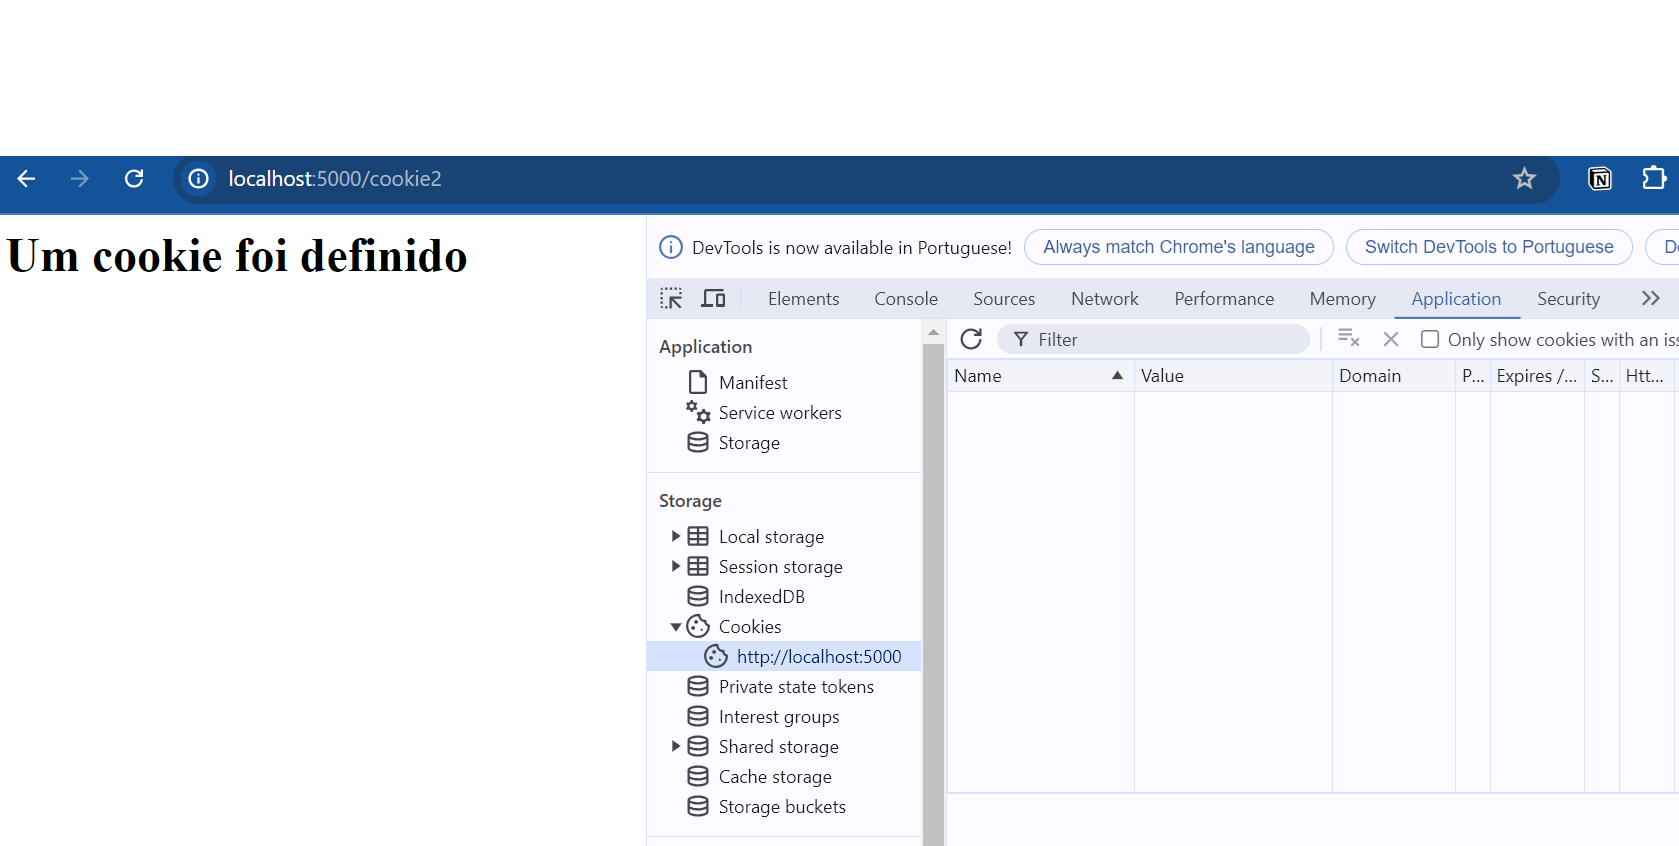 localhost:5000/cookie2
Um cookie foi definido
DevTools is now available in Portuguese! Always match Chrome's language Switch DevTools to Portuguese D
Elements Console Sources Network Performance Memory Application Security
Application
Manifest
Service workers
Storage
Storage
Local storage
Session storage
IndexedDB
Cookies
http://localhost:5000
Private state tokens
Interest groups
Shared storage
Cache storage
Storage buckets
Filter Only show cookies with an iss
Name Value Domain P... Expires /... S... Htt...